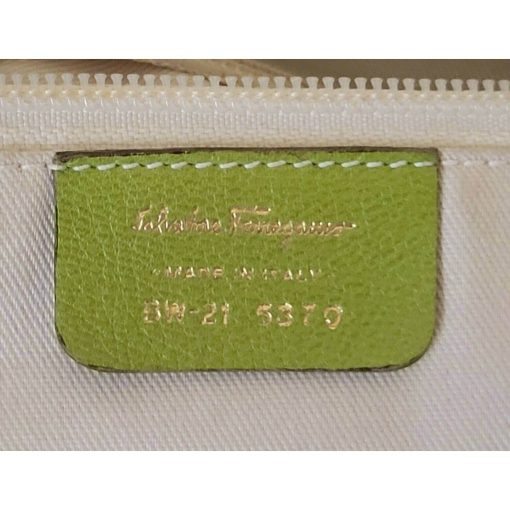 Salvatore Ferragamo
-MADE IN ITALY-
BW-21 5370